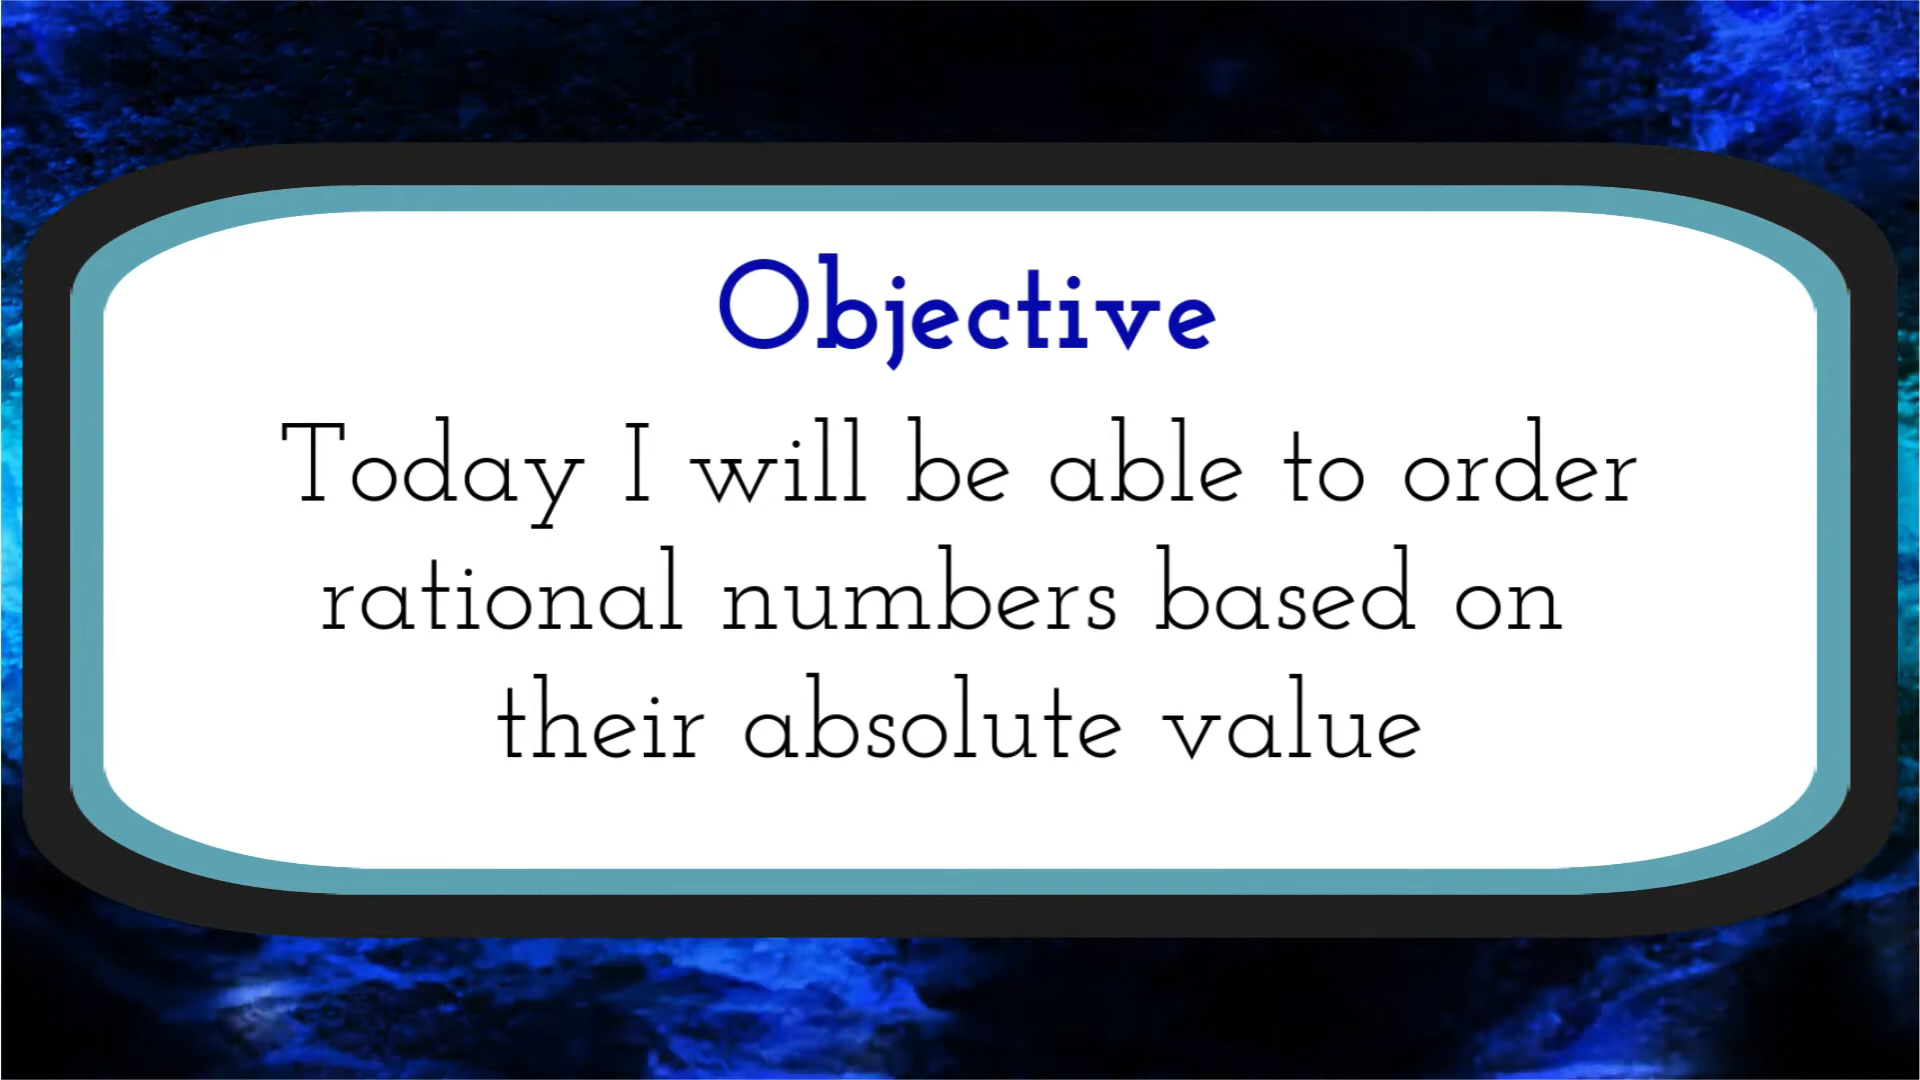 Objective
Today I will be able to order
rational numbers based on
their absolute value